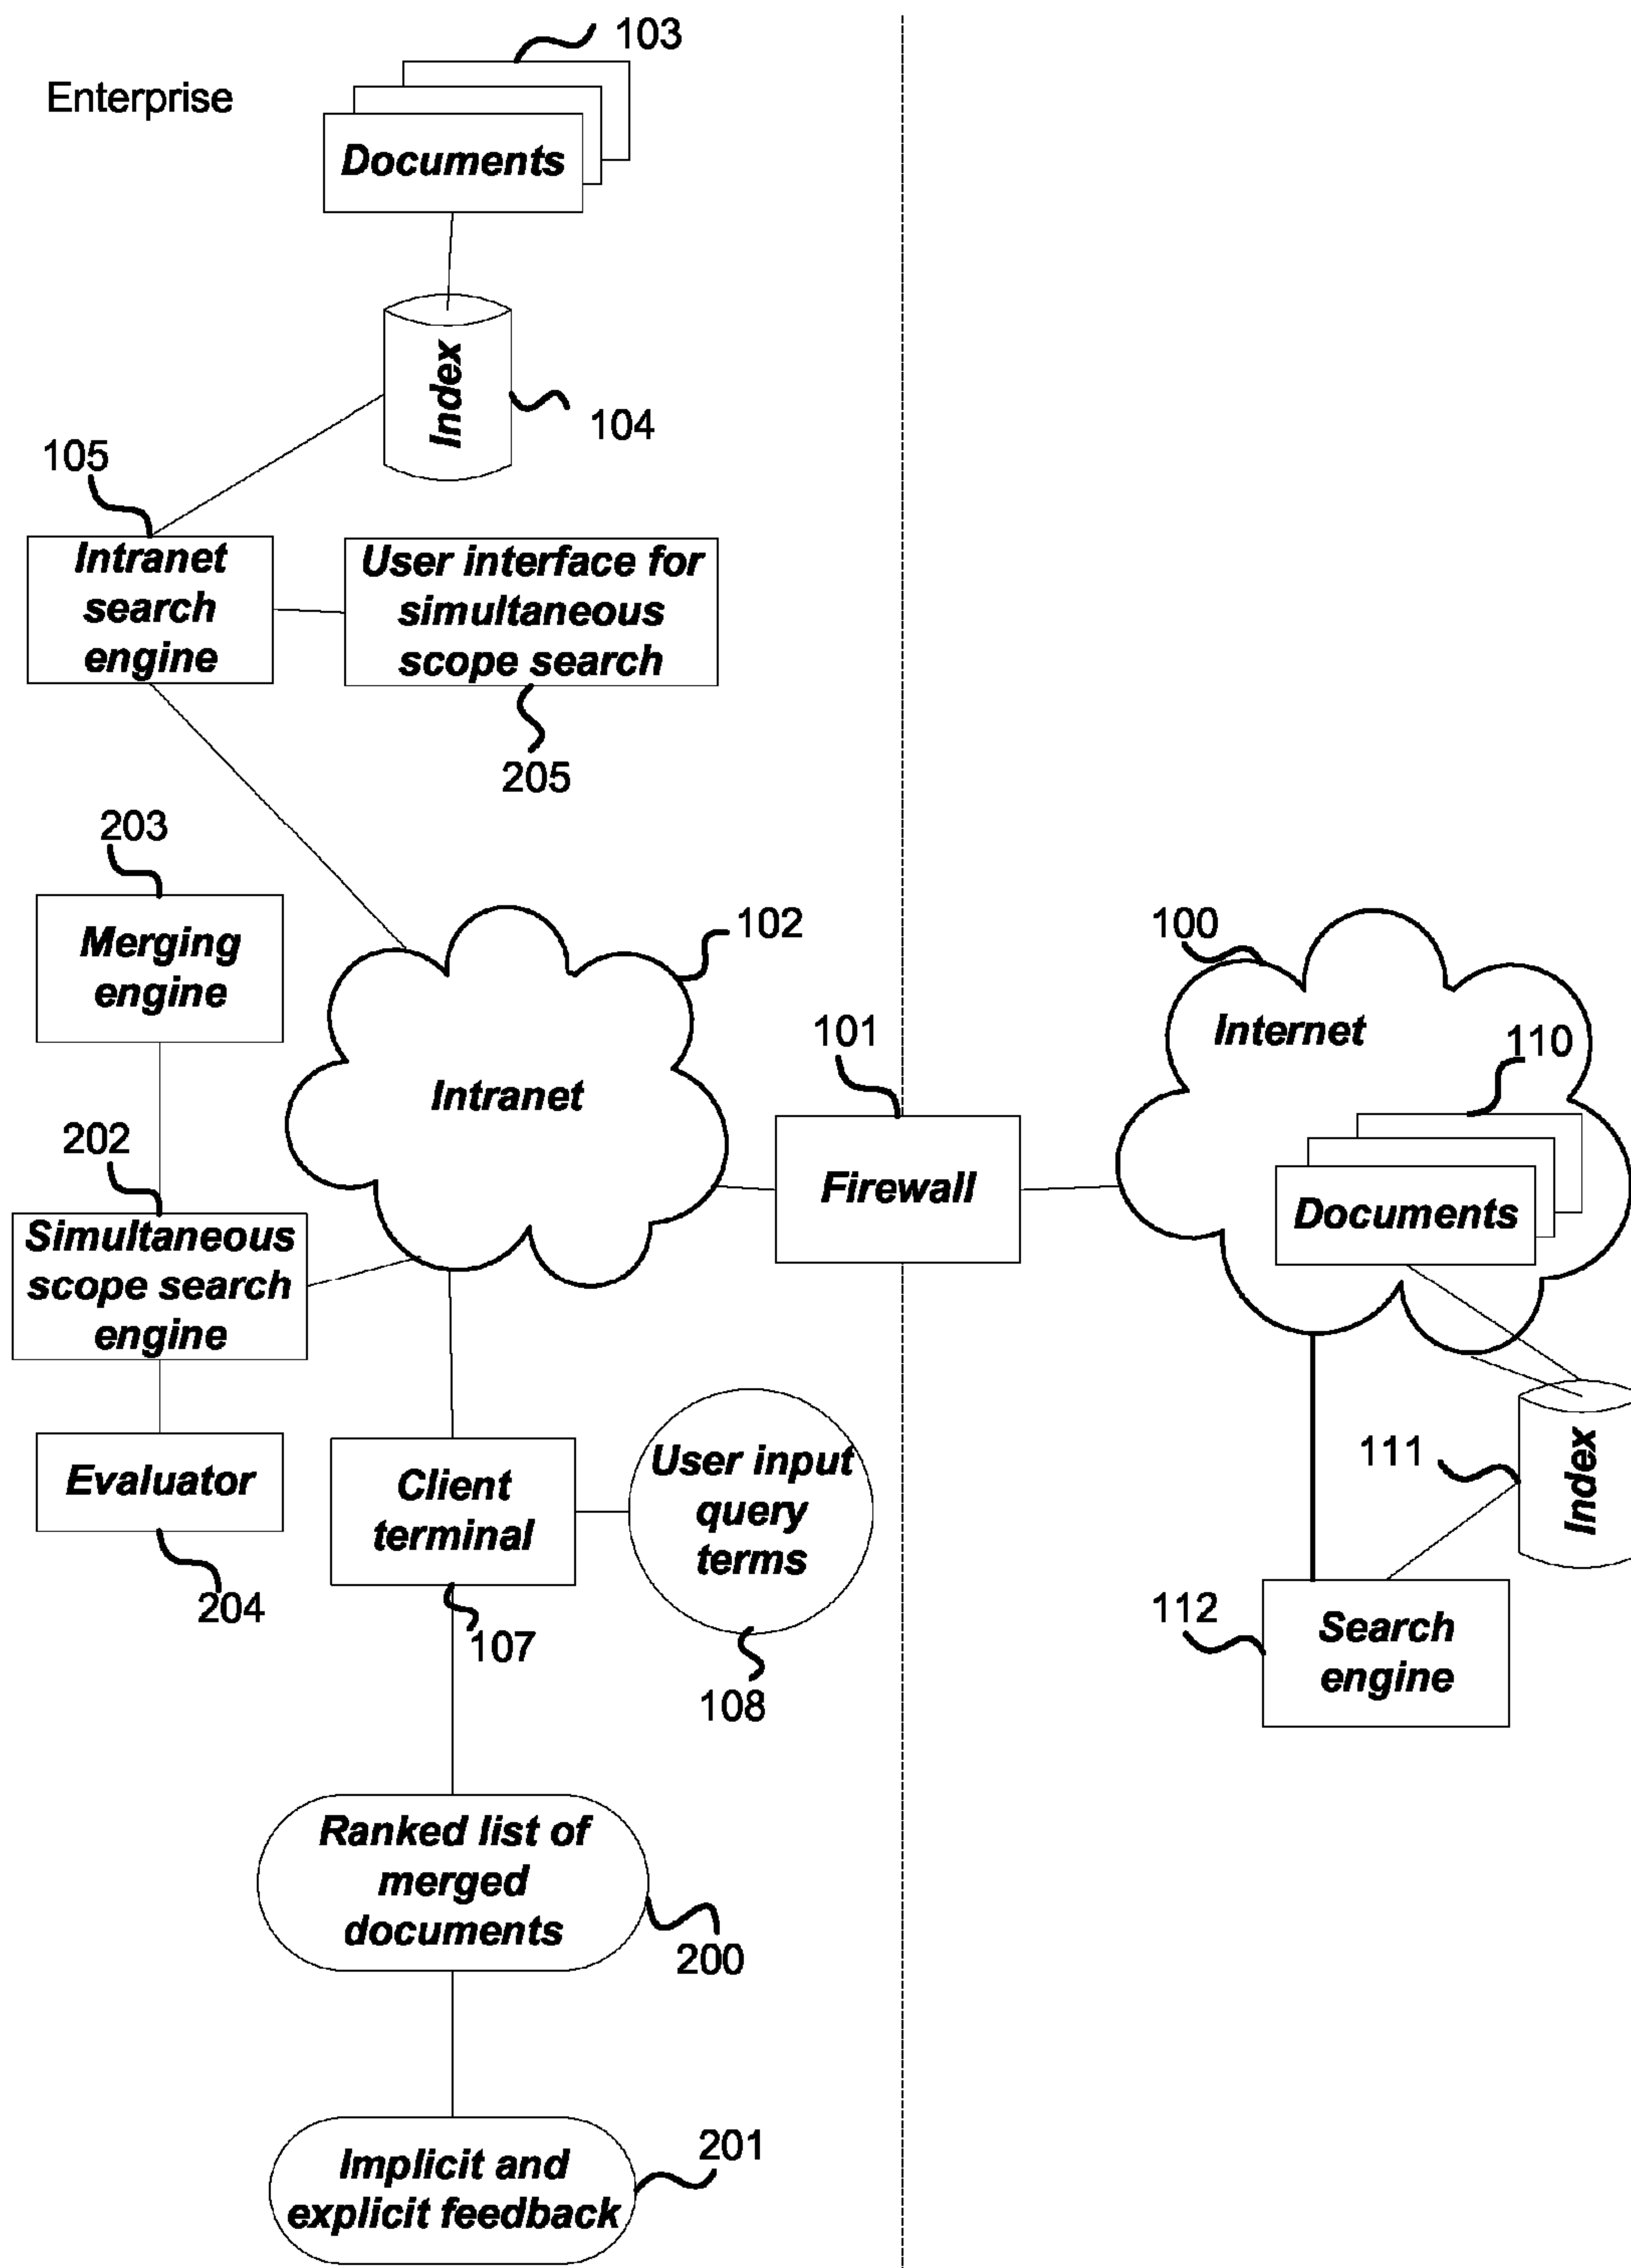 103
Enterprise
Documents
Index
104
105
Intranet
search
engine
User interface for
simultaneous
scope search
205
203
Merging
engine
102
Intranet
202
Simultaneous
scope search
engine
Evaluator
204
Client
terminal
107
User input
query
terms
108
Ranked list of
merged
documents
200
Implicit and
explicit feedback
201
101
Firewall
100
Internet
110
Documents
111
Index
112
Search
engine